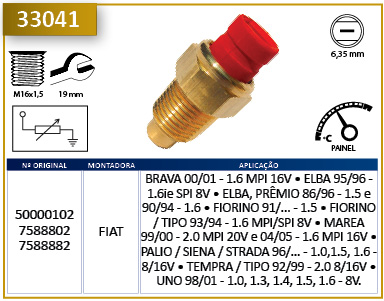 33041
6,35 mm
M16x1,5
19 mm
°C
PAINEL
Nº ORIGINAL
MONTADORA
APLICAÇÃO
50000102
7588802
7588882
FIAT
BRAVA 00/01 - 1.6 MPI 16V • ELBA 95/96 -
1.6ie SPI 8V • ELBA, PRÊMIO 86/96 - 1.5 e
90/94 - 1.6 • FIORINO 91/... - 1.5 • FIORINO
/ TIPO 93/94 - 1.6 MPI/SPI 8V • MAREA
99/00 - 2.0 MPI 20V e 04/05 - 1.6 MPI 16V •
PALIO / SIENA / STRADA 96/... - 1.0,1.5, 1.6 -
8/16V • TEMPRA / TIPO 92/99 - 2.0 8/16V •
UNO 98/01 - 1.0, 1.3, 1.4, 1.5, 1.6 - 8V.